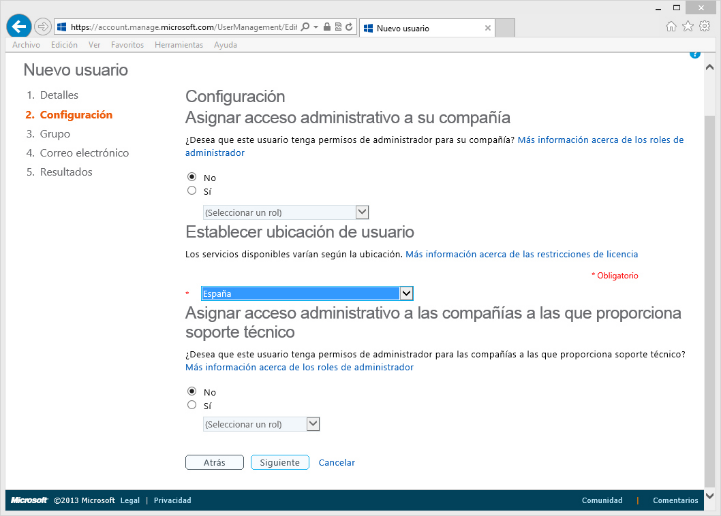 https://account.manage.microsoft.com/UserManagement/Edi
Nuevo usuario
Archivo Edición Ver Favoritos Herramientas Ayuda
?
Nuevo usuario
1. Detalles
2. Configuración
3. Grupo
4. Correo electrónico
5. Resultados
Configuración
Asignar acceso administrativo a su compañía
¿Desea que este usuario tenga permisos de administrador para su compañía? Más información acerca de los roles de
administrador
No
Sí
(Seleccionar un rol)
Establecer ubicación de usuario
Los servicios disponibles varían según la ubicación. Más información acerca de las restricciones de licencia
* Obligatorio
* España
Asignar acceso administrativo a las compañías a las que proporciona
soporte técnico
¿Desea que este usuario tenga permisos de administrador para las compañías a las que proporciona soporte técnico?
Más información acerca de los roles de administrador
No
Sí
(Seleccionar un rol)
Atrás Siguiente Cancelar
Microsoft ©2013 Microsoft Legal | Privacidad Comunidad | Comentarios